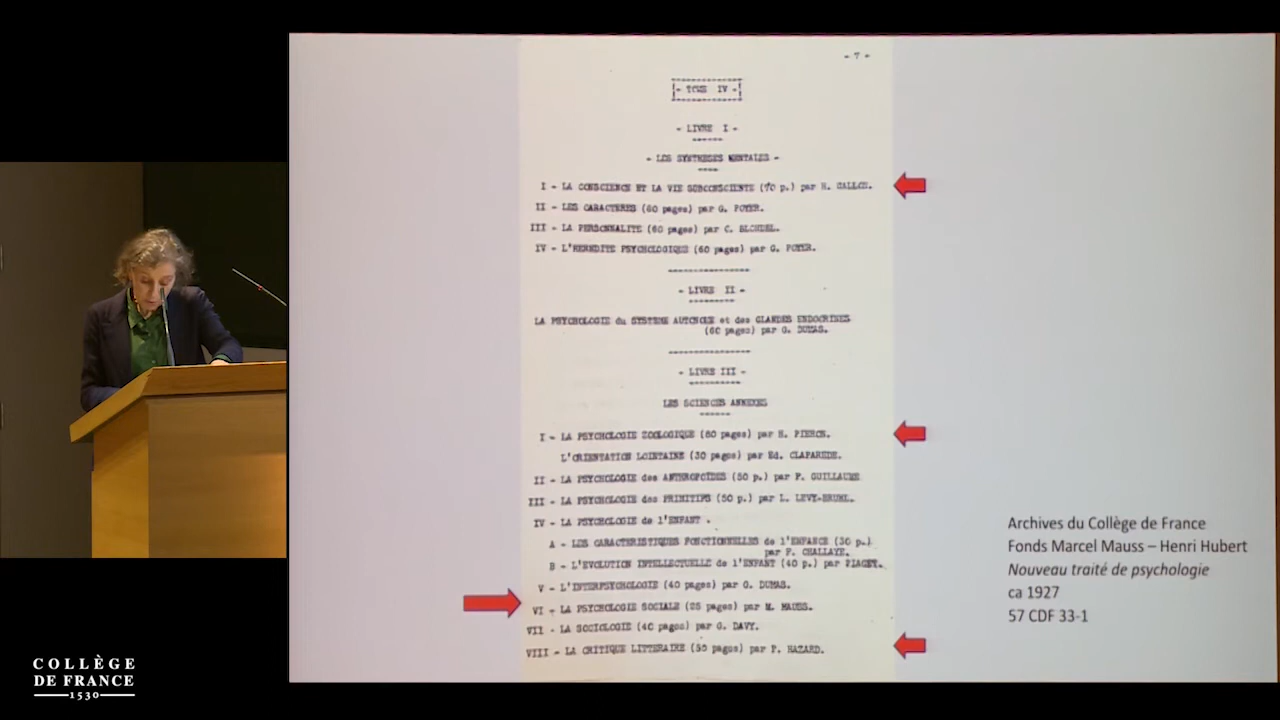 - 7 -
- TOME IV -
- LIVRE I -
- LES SYNTHESES MENTALES -
I - LA CONSCIENCE ET LA VIE SUBCONSCIENTE (70 p.) par H. WALLON.
II - LES CARACTERES (60 pages) par G. POYER.
III - LA PERSONNALITE (60 pages) par C. BLONDEL.
IV - L'HEREDITE PSYCHOLOGIQUE (60 pages) par G. POYER.
- LIVRE II -
LA PSYCHOLOGIE du SYSTEME AUTONOME et des GLANDES ENDOCRINES
(60 pages) par G. DUMAS.
- LIVRE III -
LES SCIENCES ANNEXES
I - LA PSYCHOLOGIE ZOOLOGIQUE (80 pages) par H. PIERON.
L'ORIENTATION LOINTAINE (30 pages) par Ed. CLAPAREDE.
II - LA PSYCHOLOGIE des ANTHROPOÏDES (50 p.) par P. GUILLAUME
III - LA PSYCHOLOGIE des PRIMITIFS (50 p.) par L. LEVY-BRUHL.
IV - LA PSYCHOLOGIE de l'ENFANT .
A - LES CARACTERISTIQUES FONCTIONNELLES de l'ENFANCE (30 p.)
par F. CHALLAYE.
B - L'EVOLUTION INTELLECTUELLE de l'ENFANT (40 p.) par PIAGET.
V - L'INTERPSYCHOLOGIE (40 pages) par G. DUMAS.
VI - LA PSYCHOLOGIE SOCIALE (25 pages) par M. MAUSS.
VII - LA SOCIOLOGIE (40 pages) par G. DAVY.
VIII - LA CRITIQUE LITTERAIRE (50 pages) par P. HAZARD.
Archives du Collège de France
Fonds Marcel Mauss – Henri Hubert
Nouveau traité de psychologie
ca 1927
57 CDF 33-1
COLLÈGE
DE FRANCE
1530